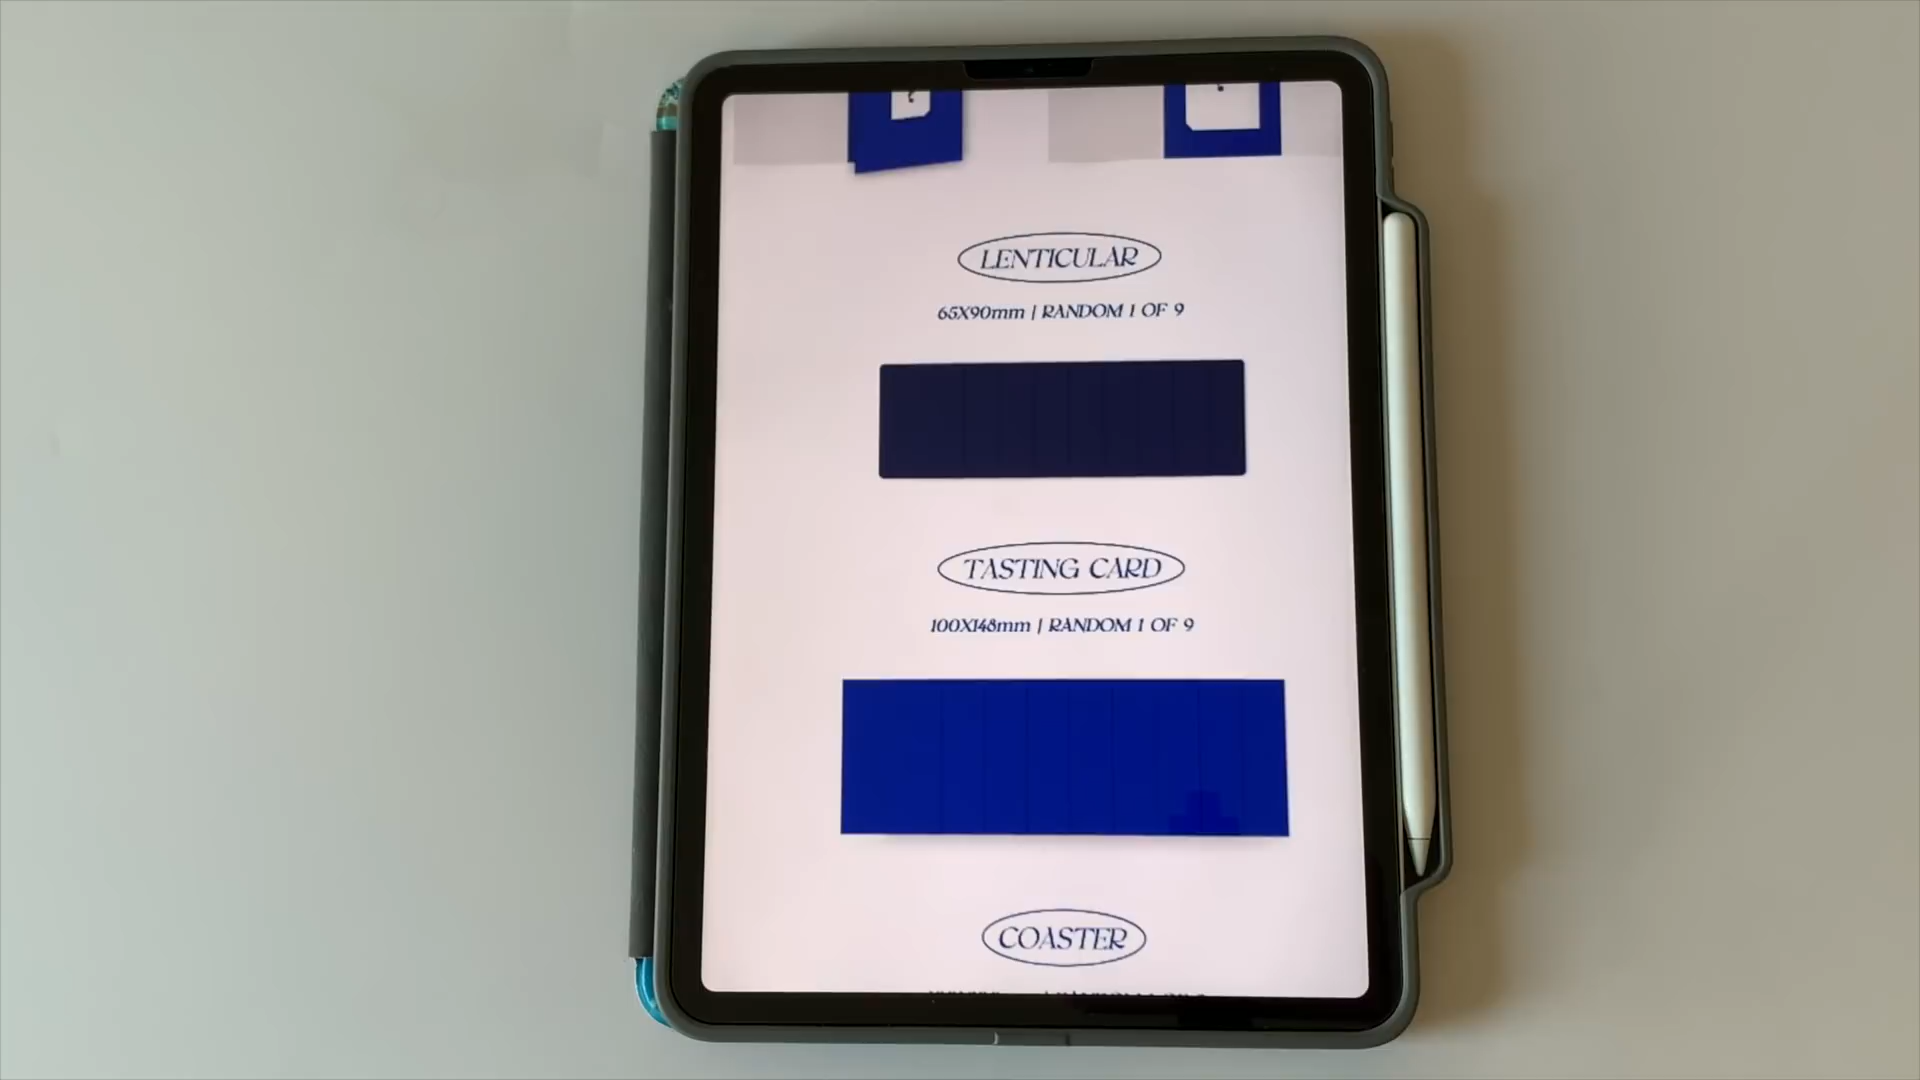 ?
LENTICULAR
65X90mm | RANDOM 1 OF 9
TASTING CARD
100X148mm | RANDOM 1 OF 9
COASTER